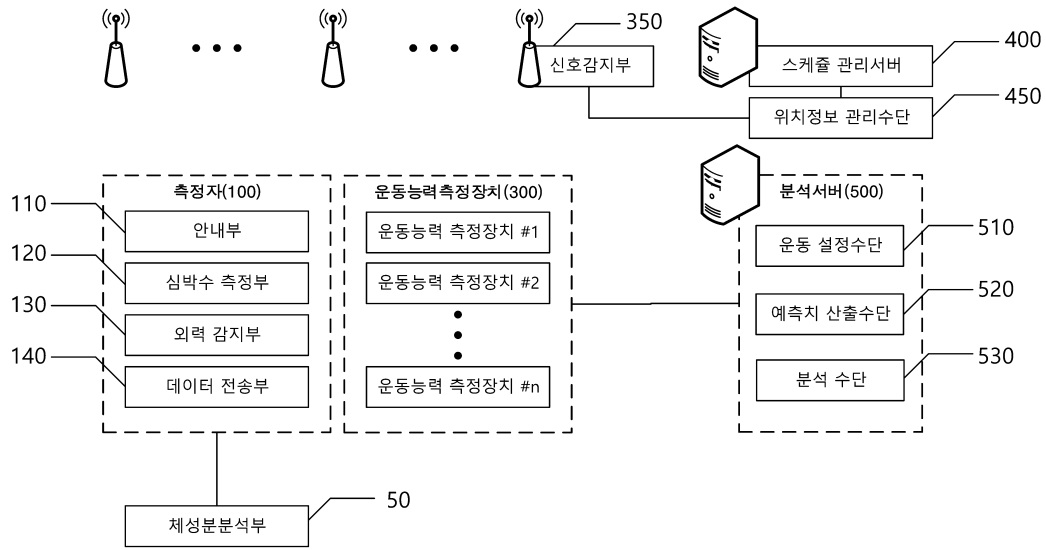 350
신호감지부
스케쥴 관리서버
400
위치정보 관리수단
450
측정자(100)
110
안내부
120
심박수 측정부
130
외력 감지부
140
데이터 전송부
운동능력측정장치(300)
운동능력 측정장치 #1
운동능력 측정장치 #2
운동능력 측정장치 #n
분석서버(500)
운동 설정수단
510
예측치 산출수단
520
분석 수단
530
체성분분석부
50